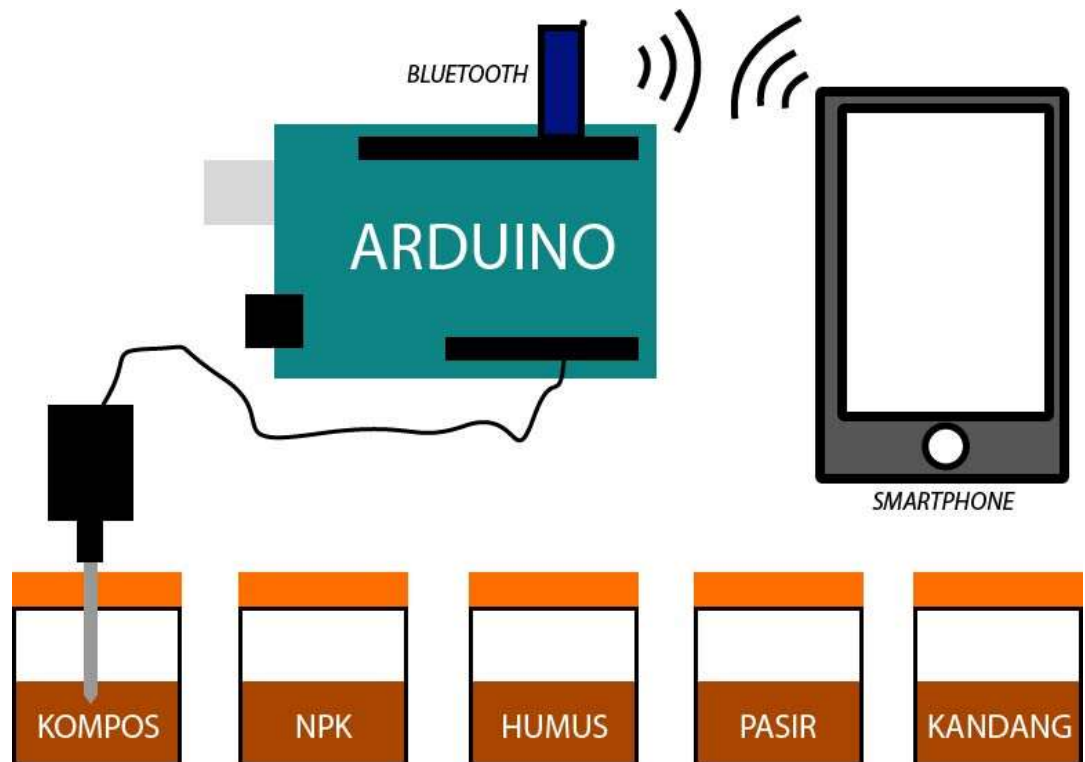 BLUETOOTH
ARDUINO
SMARTPHONE
KOMPOS
NPK
HUMUS
PASIR
KANDANG